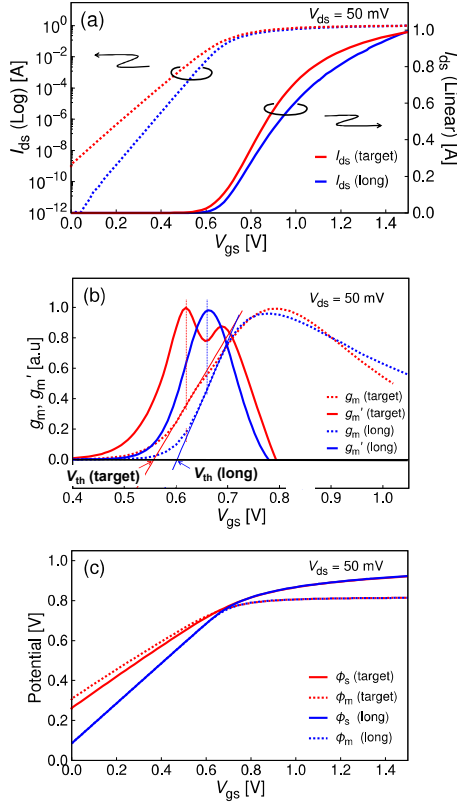 (a)
V_ds = 50 mV
I_ds (Log) [A]
10^0
10^−2
10^−4
10^−6
10^−8
10^−10
10^−12
1.0
0.8
0.6
0.4
0.2
0.0
I_ds (Linear) [A]
I_ds (target)
I_ds (long)
0.0 0.2 0.4 0.6 0.8 1.0 1.2 1.4
V_gs [V]
(b)
V_ds = 50 mV
g_m, g_m' [a.u]
1.0
0.8
0.6
0.4
0.2
0.0
g_m (target)
g_m' (target)
g_m (long)
g_m' (long)
V_th (target)
V_th (long)
0.4 0.5 0.6 0.7 0.8 0.9 1.0
V_gs [V]
(c)
V_ds = 50 mV
Potential [V]
1.0
0.8
0.6
0.4
0.2
0.0
ϕ_s (target)
ϕ_m (target)
ϕ_s (long)
ϕ_m (long)
0.0 0.2 0.4 0.6 0.8 1.0 1.2 1.4
V_gs [V]